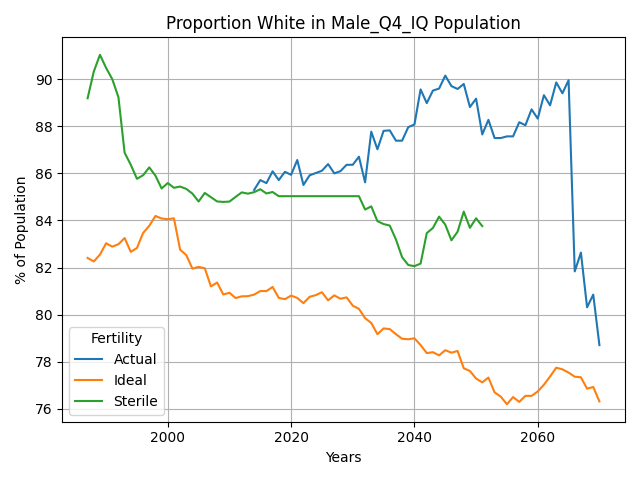 Proportion White in Male_Q4_IQ Population
% of Population
90
88
86
84
82
80
78
76
Fertility
Actual
Ideal
Sterile
2000 2020 2040 2060
Years